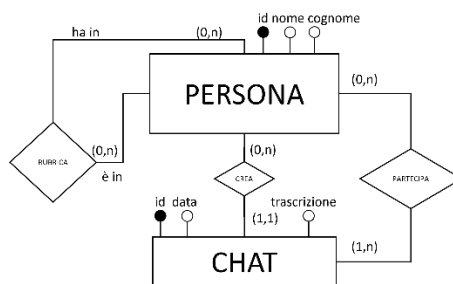 id nome cognome
ha in
(0,n)
PERSONA
(0,n)
(0,n)
è in
RUBRICA
(0,n)
CREA
PARTECIPA
id data
trascrizione
(1,1)
(1,n)
CHAT